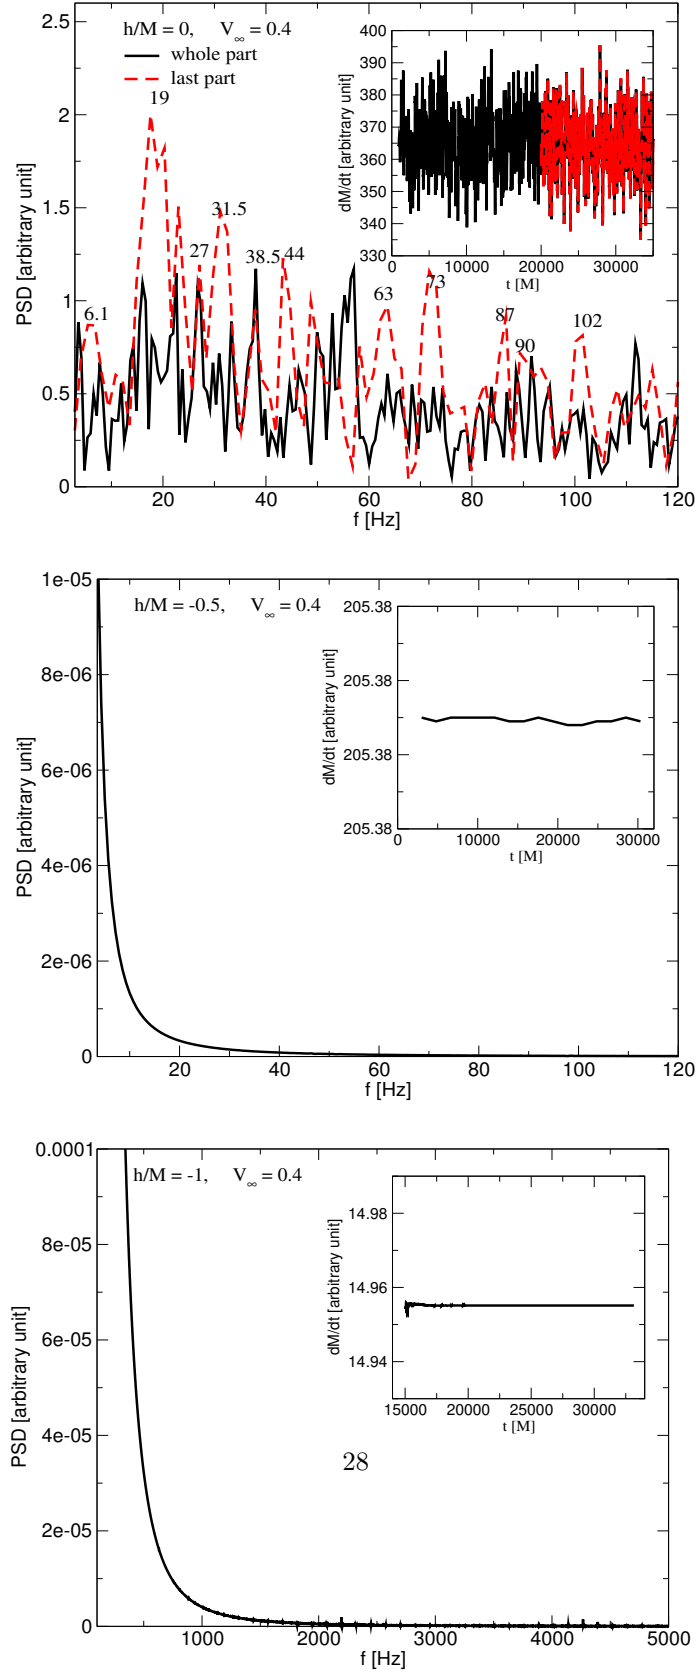 h/M = 0, V∞ = 0.4
whole part
last part
PSD [arbitrary unit]
2.5
2
1.5
1
0.5
0
20 40 60 80 100 120
f [Hz]
6.1
19
27
31.5
38.5
44
63
73
87
90
102
dM/dt [arbitrary unit]
400
390
380
370
360
350
340
330
0 10000 20000 30000
t [M]
h/M = -0.5, V∞ = 0.4
PSD [arbitrary unit]
1e-05
8e-06
6e-06
4e-06
2e-06
0
20 40 60 80 100 120
f [Hz]
dM/dt [arbitrary unit]
205.38
205.38
205.38
205.38
0 10000 20000 30000
t [M]
h/M = -1, V∞ = 0.4
PSD [arbitrary unit]
0.0001
8e-05
6e-05
4e-05
2e-05
0
1000 2000 3000 4000 5000
f [Hz]
dM/dt [arbitrary unit]
14.98
14.96
14.94
15000 20000 25000 30000
t [M]
28